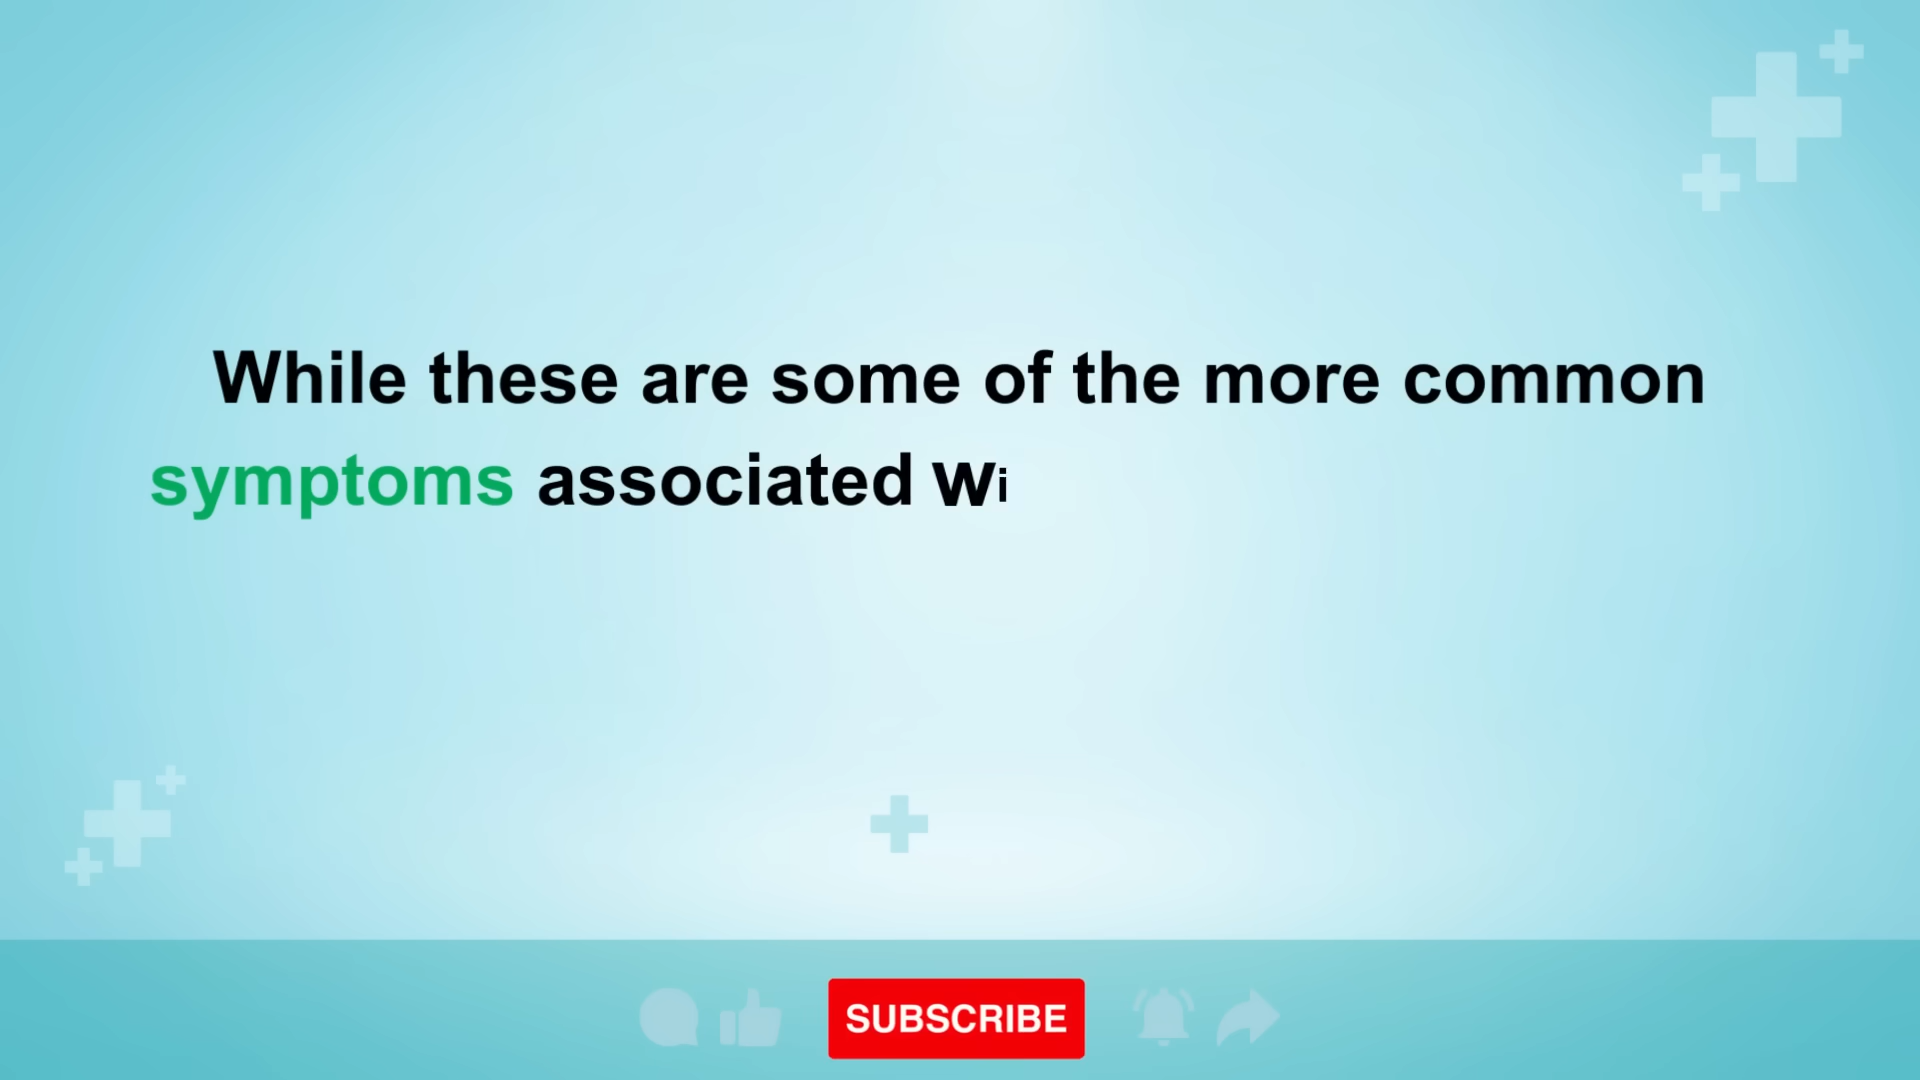 While these are some of the more common
symptoms associated wi
SUBSCRIBE